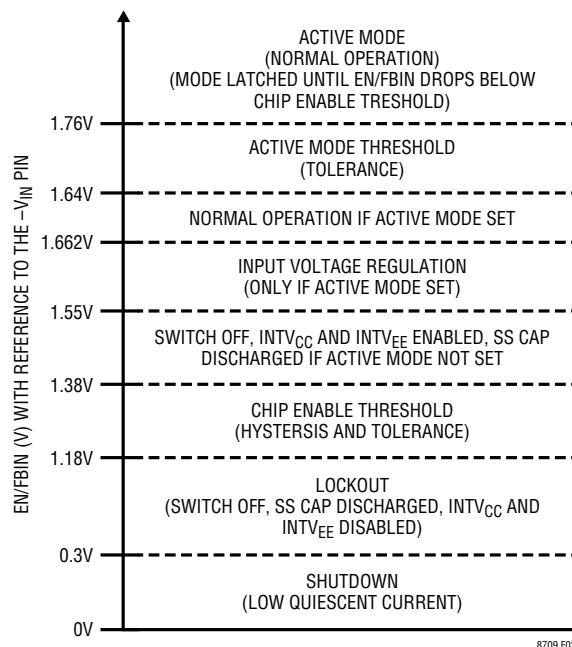 ACTIVE MODE
(NORMAL OPERATION)
(MODE LATCHED UNTIL EN/FBIN DROPS BELOW
CHIP ENABLE TRESHOLD)
1.76V
ACTIVE MODE THRESHOLD
(TOLERANCE)
1.64V
NORMAL OPERATION IF ACTIVE MODE SET
1.662V
INPUT VOLTAGE REGULATION
(ONLY IF ACTIVE MODE SET)
1.55V
SWITCH OFF, INTVCC AND INTVEE ENABLED, SS CAP
DISCHARGED IF ACTIVE MODE NOT SET
1.38V
CHIP ENABLE THRESHOLD
(HYSTERSIS AND TOLERANCE)
1.18V
LOCKOUT
(SWITCH OFF, SS CAP DISCHARGED, INTVCC AND
INTVEE DISABLED)
0.3V
SHUTDOWN
(LOW QUIESCENT CURRENT)
0V
EN/FBIN (V) WITH REFERENCE TO THE –VIN PIN